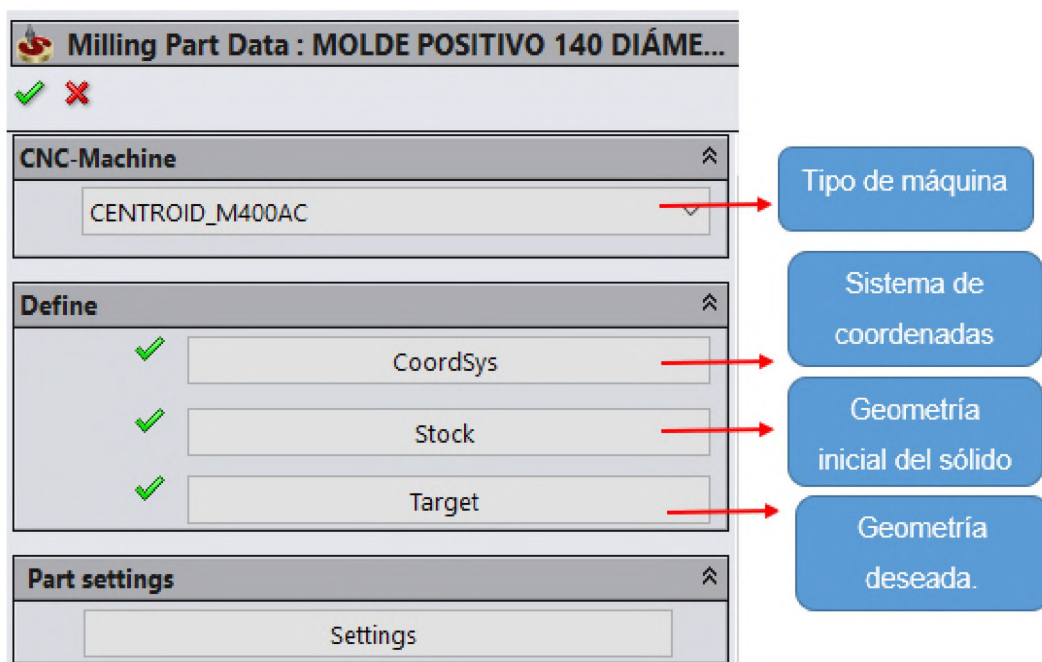 Milling Part Data : MOLDE POSITIVO 140 DIÁME...
CNC-Machine
CENTROID_M400AC
Tipo de máquina
Define
CoordSys
Sistema de
coordenadas
Stock
Geometría
inicial del sólido
Target
Geometría
deseada.
Part settings
Settings